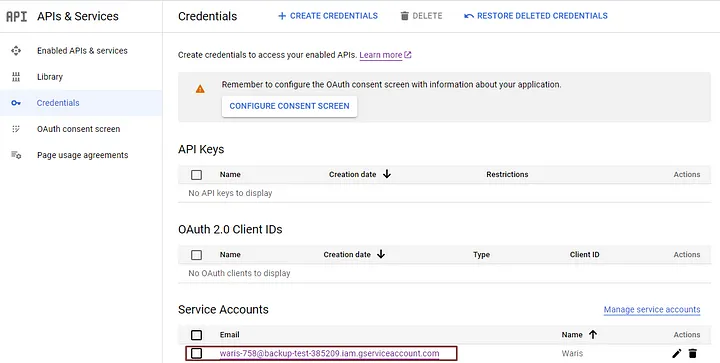 API APIs & Services
Credentials
CREATE CREDENTIALS
DELETE
RESTORE DELETED CREDENTIALS
Enabled APIs & services
Library
Credentials
OAuth consent screen
Page usage agreements
Create credentials to access your enabled APIs. Learn more
Remember to configure the OAuth consent screen with information about your application.
CONFIGURE CONSENT SCREEN
API Keys
Name Creation date Restrictions Actions
No API keys to display
OAuth 2.0 Client IDs
Name Creation date Type Client ID Actions
No OAuth clients to display
Service Accounts
Manage service accounts
Email Name Actions
waris-758@backup-test-385209.iam.gserviceaccount.com Waris